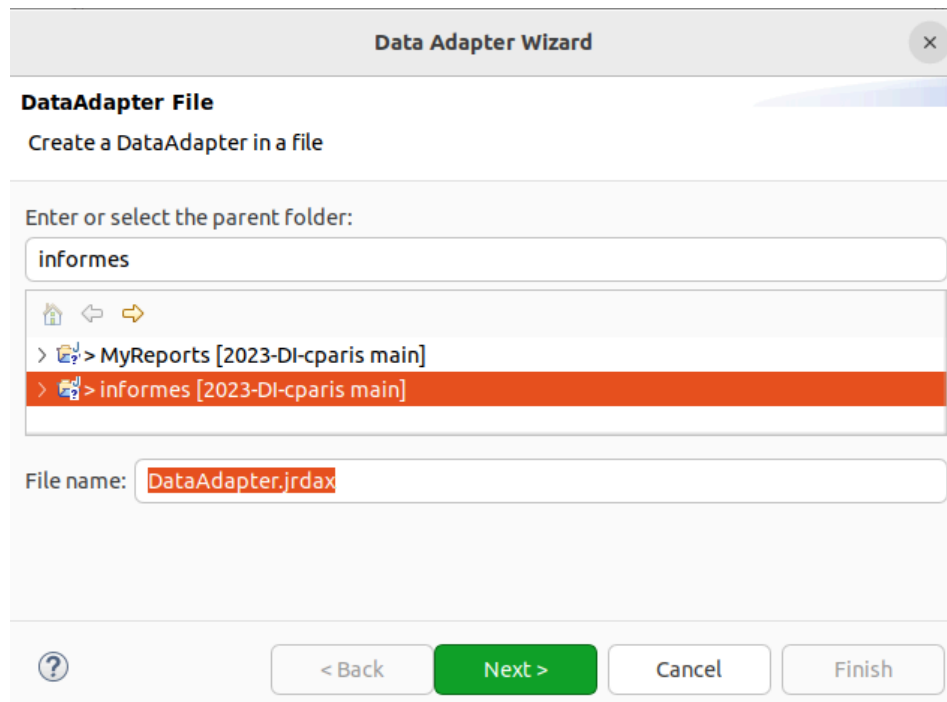 Data Adapter Wizard
DataAdapter File
Create a DataAdapter in a file
Enter or select the parent folder:
informes
> MyReports [2023-DI-cparis main]
> informes [2023-DI-cparis main]
File name: DataAdapter.jrdax
< Back Next > Cancel Finish